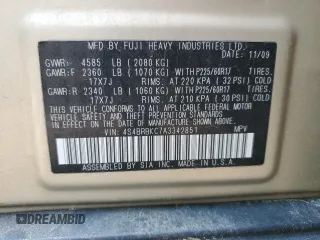 MFD. BY FUJI HEAVY INDUSTRIES LTD.
GVWR: 4585 LB (2080 KG) DATE 11/09
GAWR:F 2360 LB (1070 KG) WITH P225/60R17 TIRES,
17X7J RIMS, AT 220 KPA (32 PSI) COLD
GAWR:R 2340 LB (1060 KG) WITH P225/60R17 TIRES,
17X7J RIMS, AT 210 KPA (30 PSI) COLD
THIS VEHICLE CONFORMS TO ALL APPLICABLE
FEDERAL MOTOR VEHICLE SAFETY
STANDARDS IN EFFECT ON THE DATE OF
MANUFACTURE SHOWN ABOVE.
VIN: 4S4BRBKC7A3342851 MPV
ASSEMBLED BY SIA INC. MADE IN U.S.A.